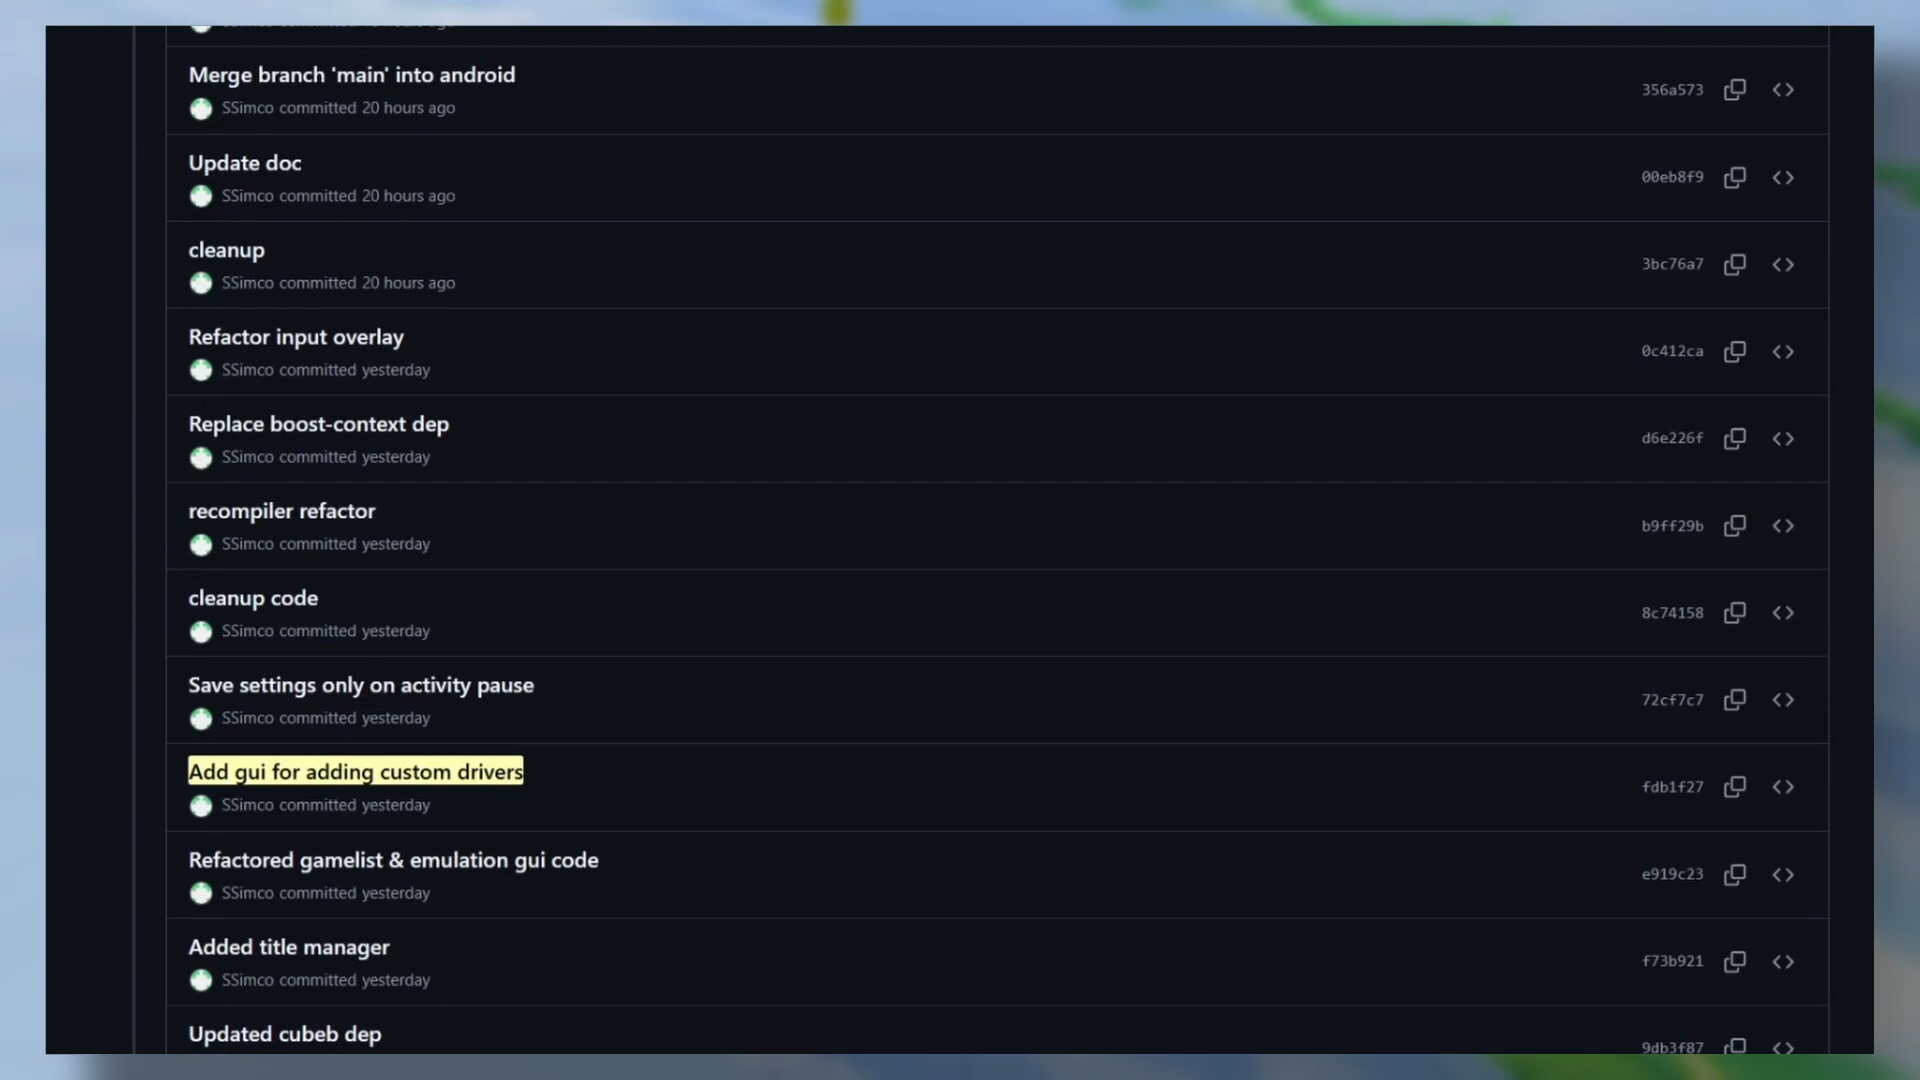 Merge branch 'main' into android
SSimco committed 20 hours ago
356a573
Update doc
SSimco committed 20 hours ago
00eb8f9
cleanup
SSimco committed 20 hours ago
3bc76a7
Refactor input overlay
SSimco committed yesterday
0c412ca
Replace boost-context dep
SSimco committed yesterday
d6e226f
recompiler refactor
SSimco committed yesterday
b9ff29b
cleanup code
SSimco committed yesterday
8c74158
Save settings only on activity pause
SSimco committed yesterday
72cf7c7
Add gui for adding custom drivers
SSimco committed yesterday
fdb1f27
Refactored gamelist & emulation gui code
SSimco committed yesterday
e919c23
Added title manager
SSimco committed yesterday
f73b921
Updated cubeb dep
9db3f87